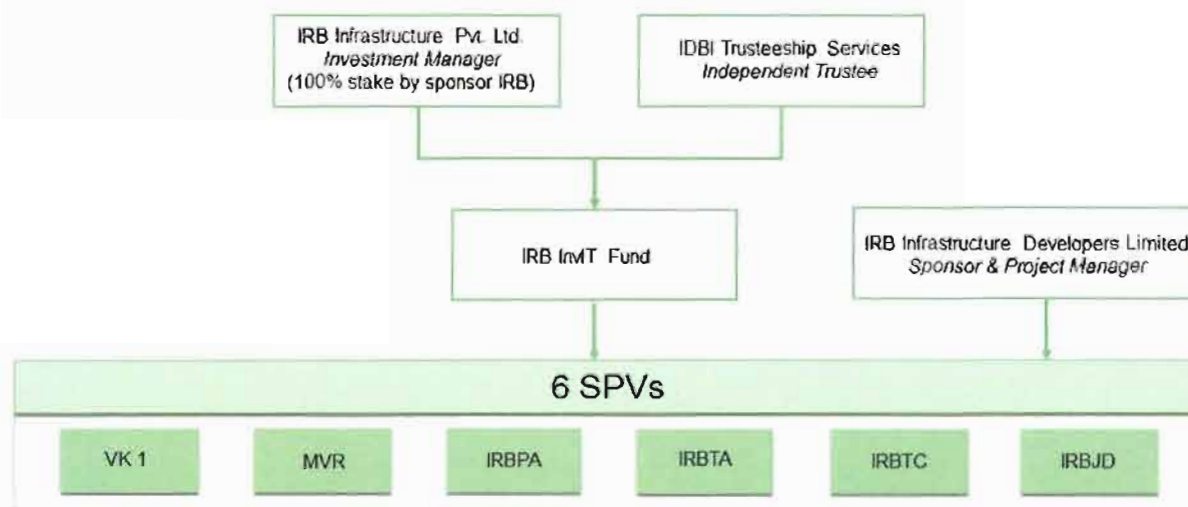 IRB Infrastructure Pvt. Ltd.
Investment Manager
(100% stake by sponsor IRB)
IDBI Trusteeship Services
Independent Trustee
IRB InvIT Fund
IRB Infrastructure Developers Limited
Sponsor & Project Manager
6 SPVs
VK 1
MVR
IRBPA
IRBTA
IRBTC
IRBJD